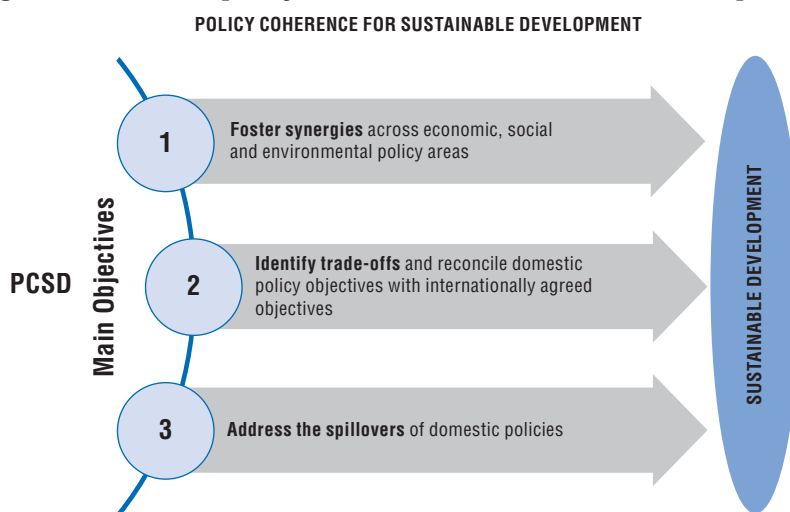 POLICY COHERENCE FOR SUSTAINABLE DEVELOPMENT
1
Foster synergies across economic, social
and environmental policy areas
PCSD
Main Objectives
2
Identify trade-offs and reconcile domestic
policy objectives with internationally agreed
objectives
3
Address the spillovers of domestic policies
SUSTAINABLE DEVELOPMENT